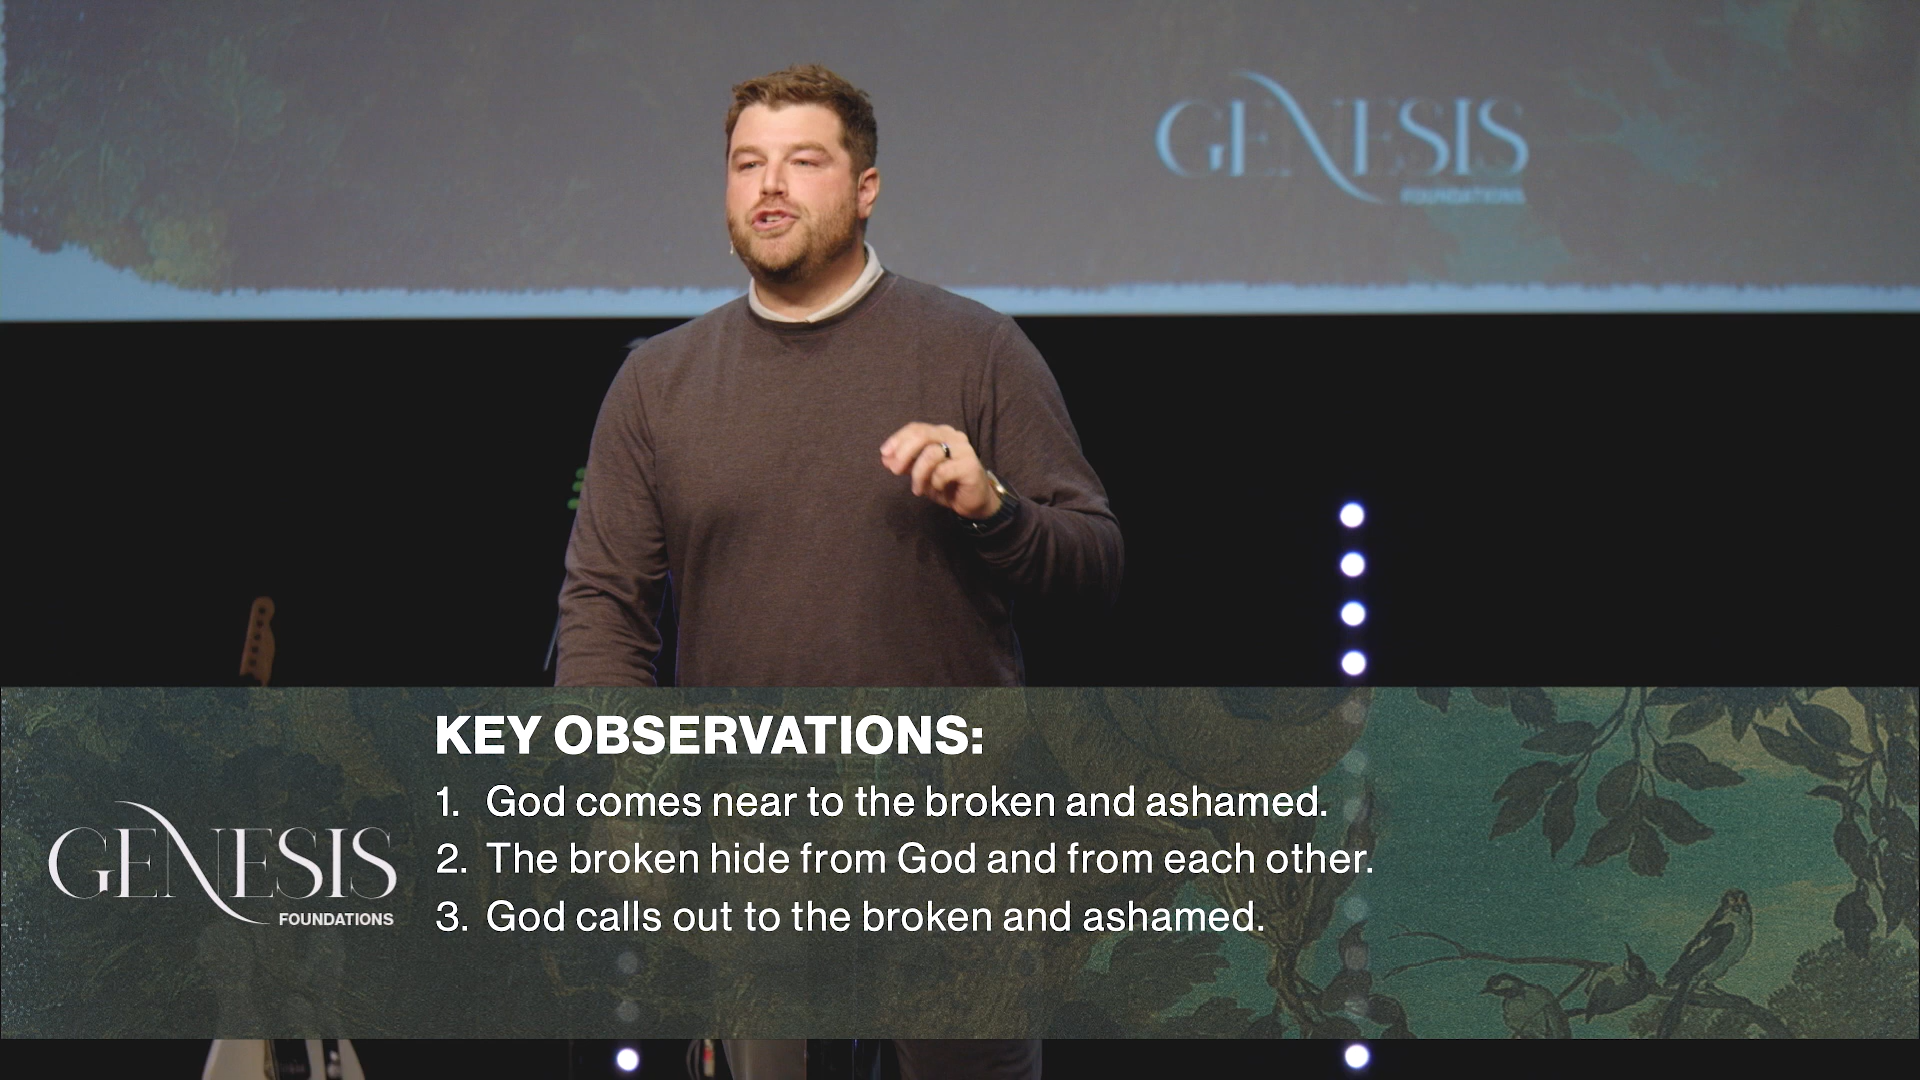 GENESIS
FOUNDATIONS
KEY OBSERVATIONS:
1. God comes near to the broken and ashamed.
2. The broken hide from God and from each other.
3. God calls out to the broken and ashamed.
GENESIS
FOUNDATIONS